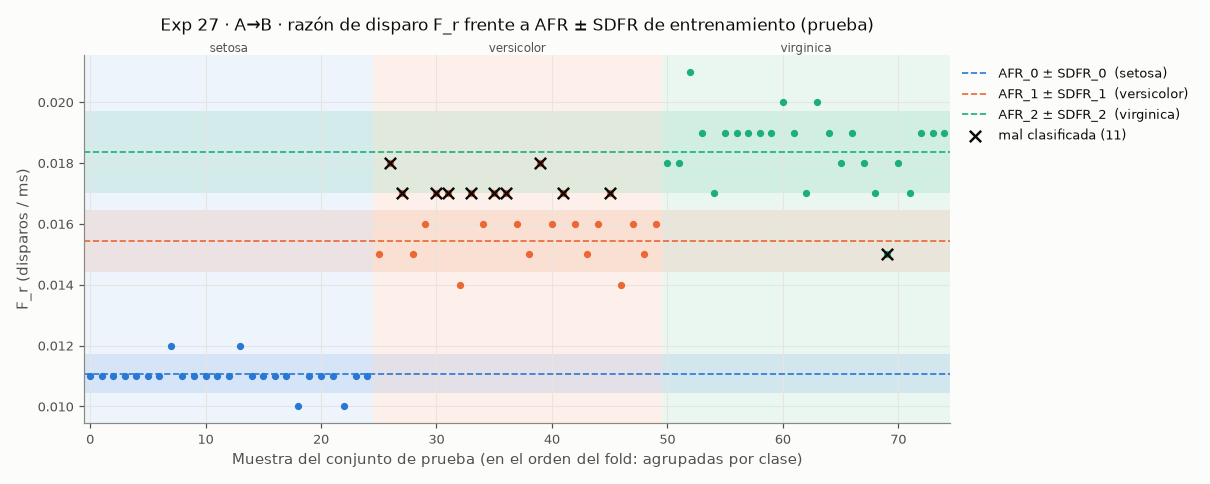 Exp 27 · A→B · razón de disparo F_r frente a AFR ± SDFR de entrenamiento (prueba)
setosa
versicolor
virginica
AFR_0 ± SDFR_0 (setosa)
AFR_1 ± SDFR_1 (versicolor)
AFR_2 ± SDFR_2 (virginica)
mal clasificada (11)
F_r (disparos / ms)
0.020
0.018
0.016
0.014
0.012
0.010
0
10
20
30
40
50
60
70
Muestra del conjunto de prueba (en el orden del fold: agrupadas por clase)